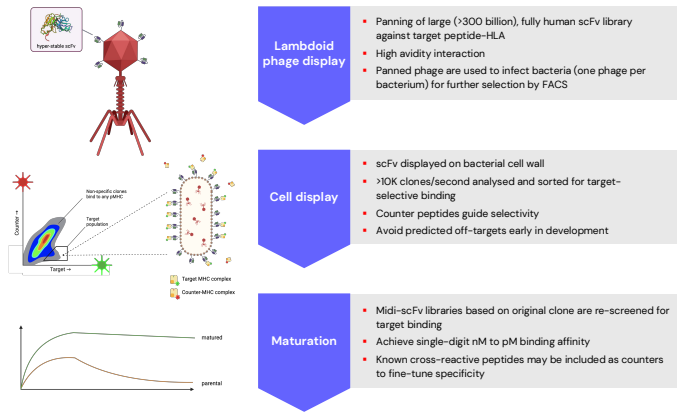 hyper-stable scFv
Lambdoid
phage display
Panning of large (>300 billion), fully human scFv library
against target peptide-HLA
High avidity interaction
Panned phage are used to infect bacteria (one phage per
bacterium) for further selection by FACS
Counter →
Target →
Non-specific clones
bind to any pMHC
Target
population
Target MHC complex
Counter-MHC complex
Cell display
scFv displayed on bacterial cell wall
>10K clones/second analysed and sorted for target-
selective binding
Counter peptides guide selectivity
Avoid predicted off-targets early in development
matured
parental
Maturation
Midi-scFv libraries based on original clone are re-screened for
target binding
Achieve single-digit nM to pM binding affinity
Known cross-reactive peptides may be included as counters
to fine-tune specificity